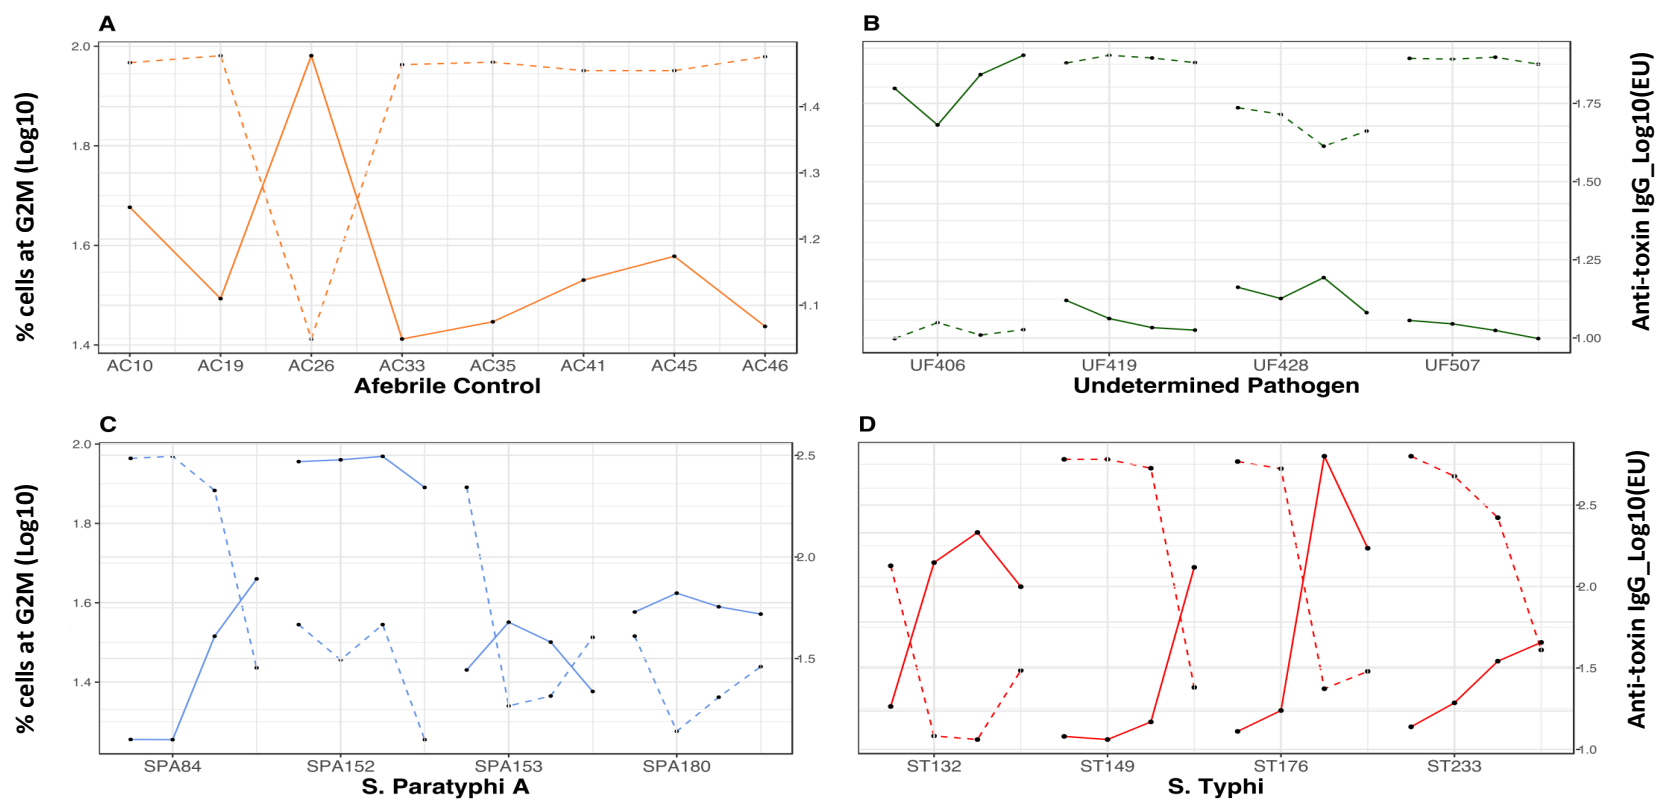 A
B
% cells at G2M (Log10)
2.0
1.8
1.6
1.4
1.4
1.3
1.2
1.1
AC10 AC19 AC26 AC33 AC35 AC41 AC45 AC46
Afebrile Control
1.75
1.50
1.25
1.00
Anti-toxin IgG_Log10(EU)
UF406 UF419 UF428 UF507
Undetermined Pathogen
C
D
% cells at G2M (Log10)
2.0
1.8
1.6
1.4
2.5
2.0
1.5
SPA84 SPA152 SPA153 SPA180
S. Paratyphi A
2.5
2.0
1.5
1.0
Anti-toxin IgG_Log10(EU)
ST132 ST149 ST176 ST233
S. Typhi